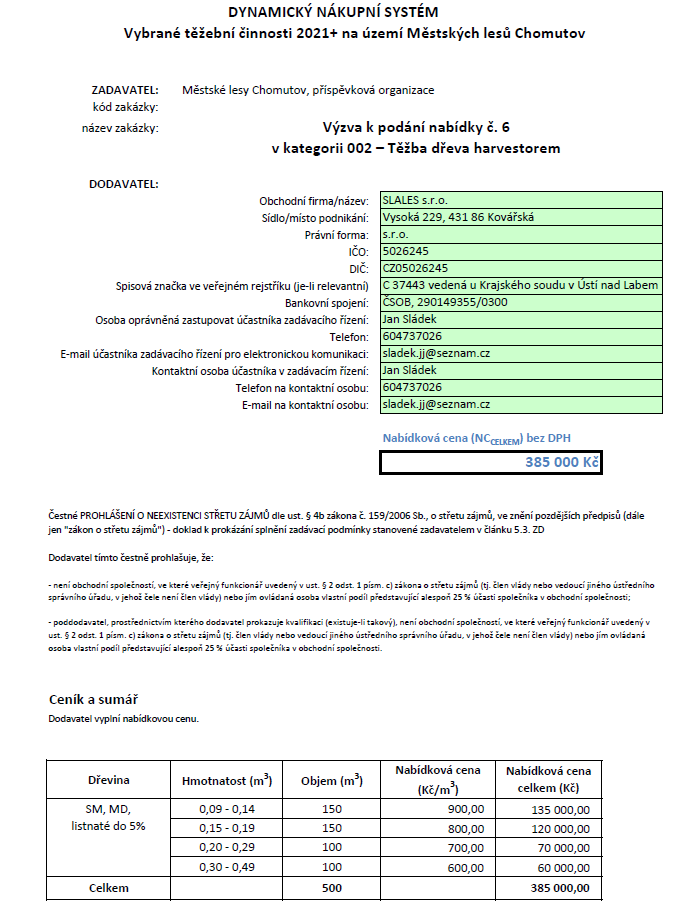 DYNAMICKÝ NÁKUPNÍ SYSTÉM
Vybrané těžební činnosti 2021+ na území Městských lesů Chomutov
ZADAVATEL: Městské lesy Chomutov, příspěvková organizace
kód zakázky:
název zakázky: Výzva k podání nabídky č. 6
v kategorii 002 – Těžba dřeva harvestorem
DODAVATEL:
Obchodní firma/název: SLALES s.r.o.
Sídlo/místo podnikání: Vysoká 229, 431 86 Kovářská
Právní forma: s.r.o.
IČO: 5026245
DIČ: CZ05026245
Spisová značka ve veřejném rejstříku (je-li relevantní) C 37443 vedená u Krajského soudu v Ústí nad Labem
Bankovní spojení: ČSOB, 290149355/0300
Osoba oprávněná zastupovat účastníka zadávacího řízení: Jan Sládek
Telefon: 604737026
E-mail účastníka zadávacího řízení pro elektronickou komunikaci: sladek.jj@seznam.cz
Kontaktní osoba účastníka v zadávacím řízení: Jan Sládek
Telefon na kontaktní osobu: 604737026
E-mail na kontaktní osobu: sladek.jj@seznam.cz
Nabídková cena (NC CELKEM) bez DPH
385 000 Kč
Čestné PROHLÁŠENÍ O NEEXISTENCI STŘETU ZÁJMŮ dle ust. § 4b zákona č. 159/2006 Sb., o střetu zájmů, ve znění pozdějších předpisů (dále
jen "zákon o střetu zájmů") - doklad k prokázání splnění zadávací podmínky stanovené zadavatelem v článku 5.3. ZD
Dodavatel tímto čestně prohlašuje, že:
- není obchodní společností, ve které veřejný funkcionář uvedený v ust. § 2 odst. 1 písm. c) zákona o střetu zájmů (tj. člen vlády nebo vedoucí jiného ústředního
správního úřadu, v jehož čele není člen vlády) nebo jím ovládaná osoba vlastní podíl představující alespoň 25 % účasti společníka v obchodní společnosti;
- poddodavatel, prostřednictvím kterého dodavatel prokazuje kvalifikaci (existuje-li takový), není obchodní společností, ve které veřejný funkcionář uvedený v
ust. § 2 odst. 1 písm. c) zákona o střetu zájmů (tj. člen vlády nebo vedoucí jiného ústředního správního úřadu, v jehož čele není člen vlády) nebo jím ovládaná
osoba vlastní podíl představující alespoň 25 % účasti společníka v obchodní společnosti.
Ceník a sumář
Dodavatel vyplní nabídkovou cenu.
Dřevina Hmotnatost (m³) Objem (m³) Nabídková cena (Kč/m³) Nabídková cena celkem (Kč)
SM, MD, 0,09 - 0,14 150 900,00 135 000,00
listnaté do 5% 0,15 - 0,19 150 800,00 120 000,00
0,20 - 0,29 100 700,00 70 000,00
0,30 - 0,49 100 600,00 60 000,00
Celkem 500 385 000,00